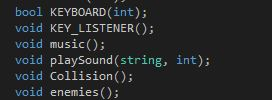 bool KEYBOARD(int);
void KEY_LISTENER();
void music();
void playSound(string, int);
void Collision();
void enemies();